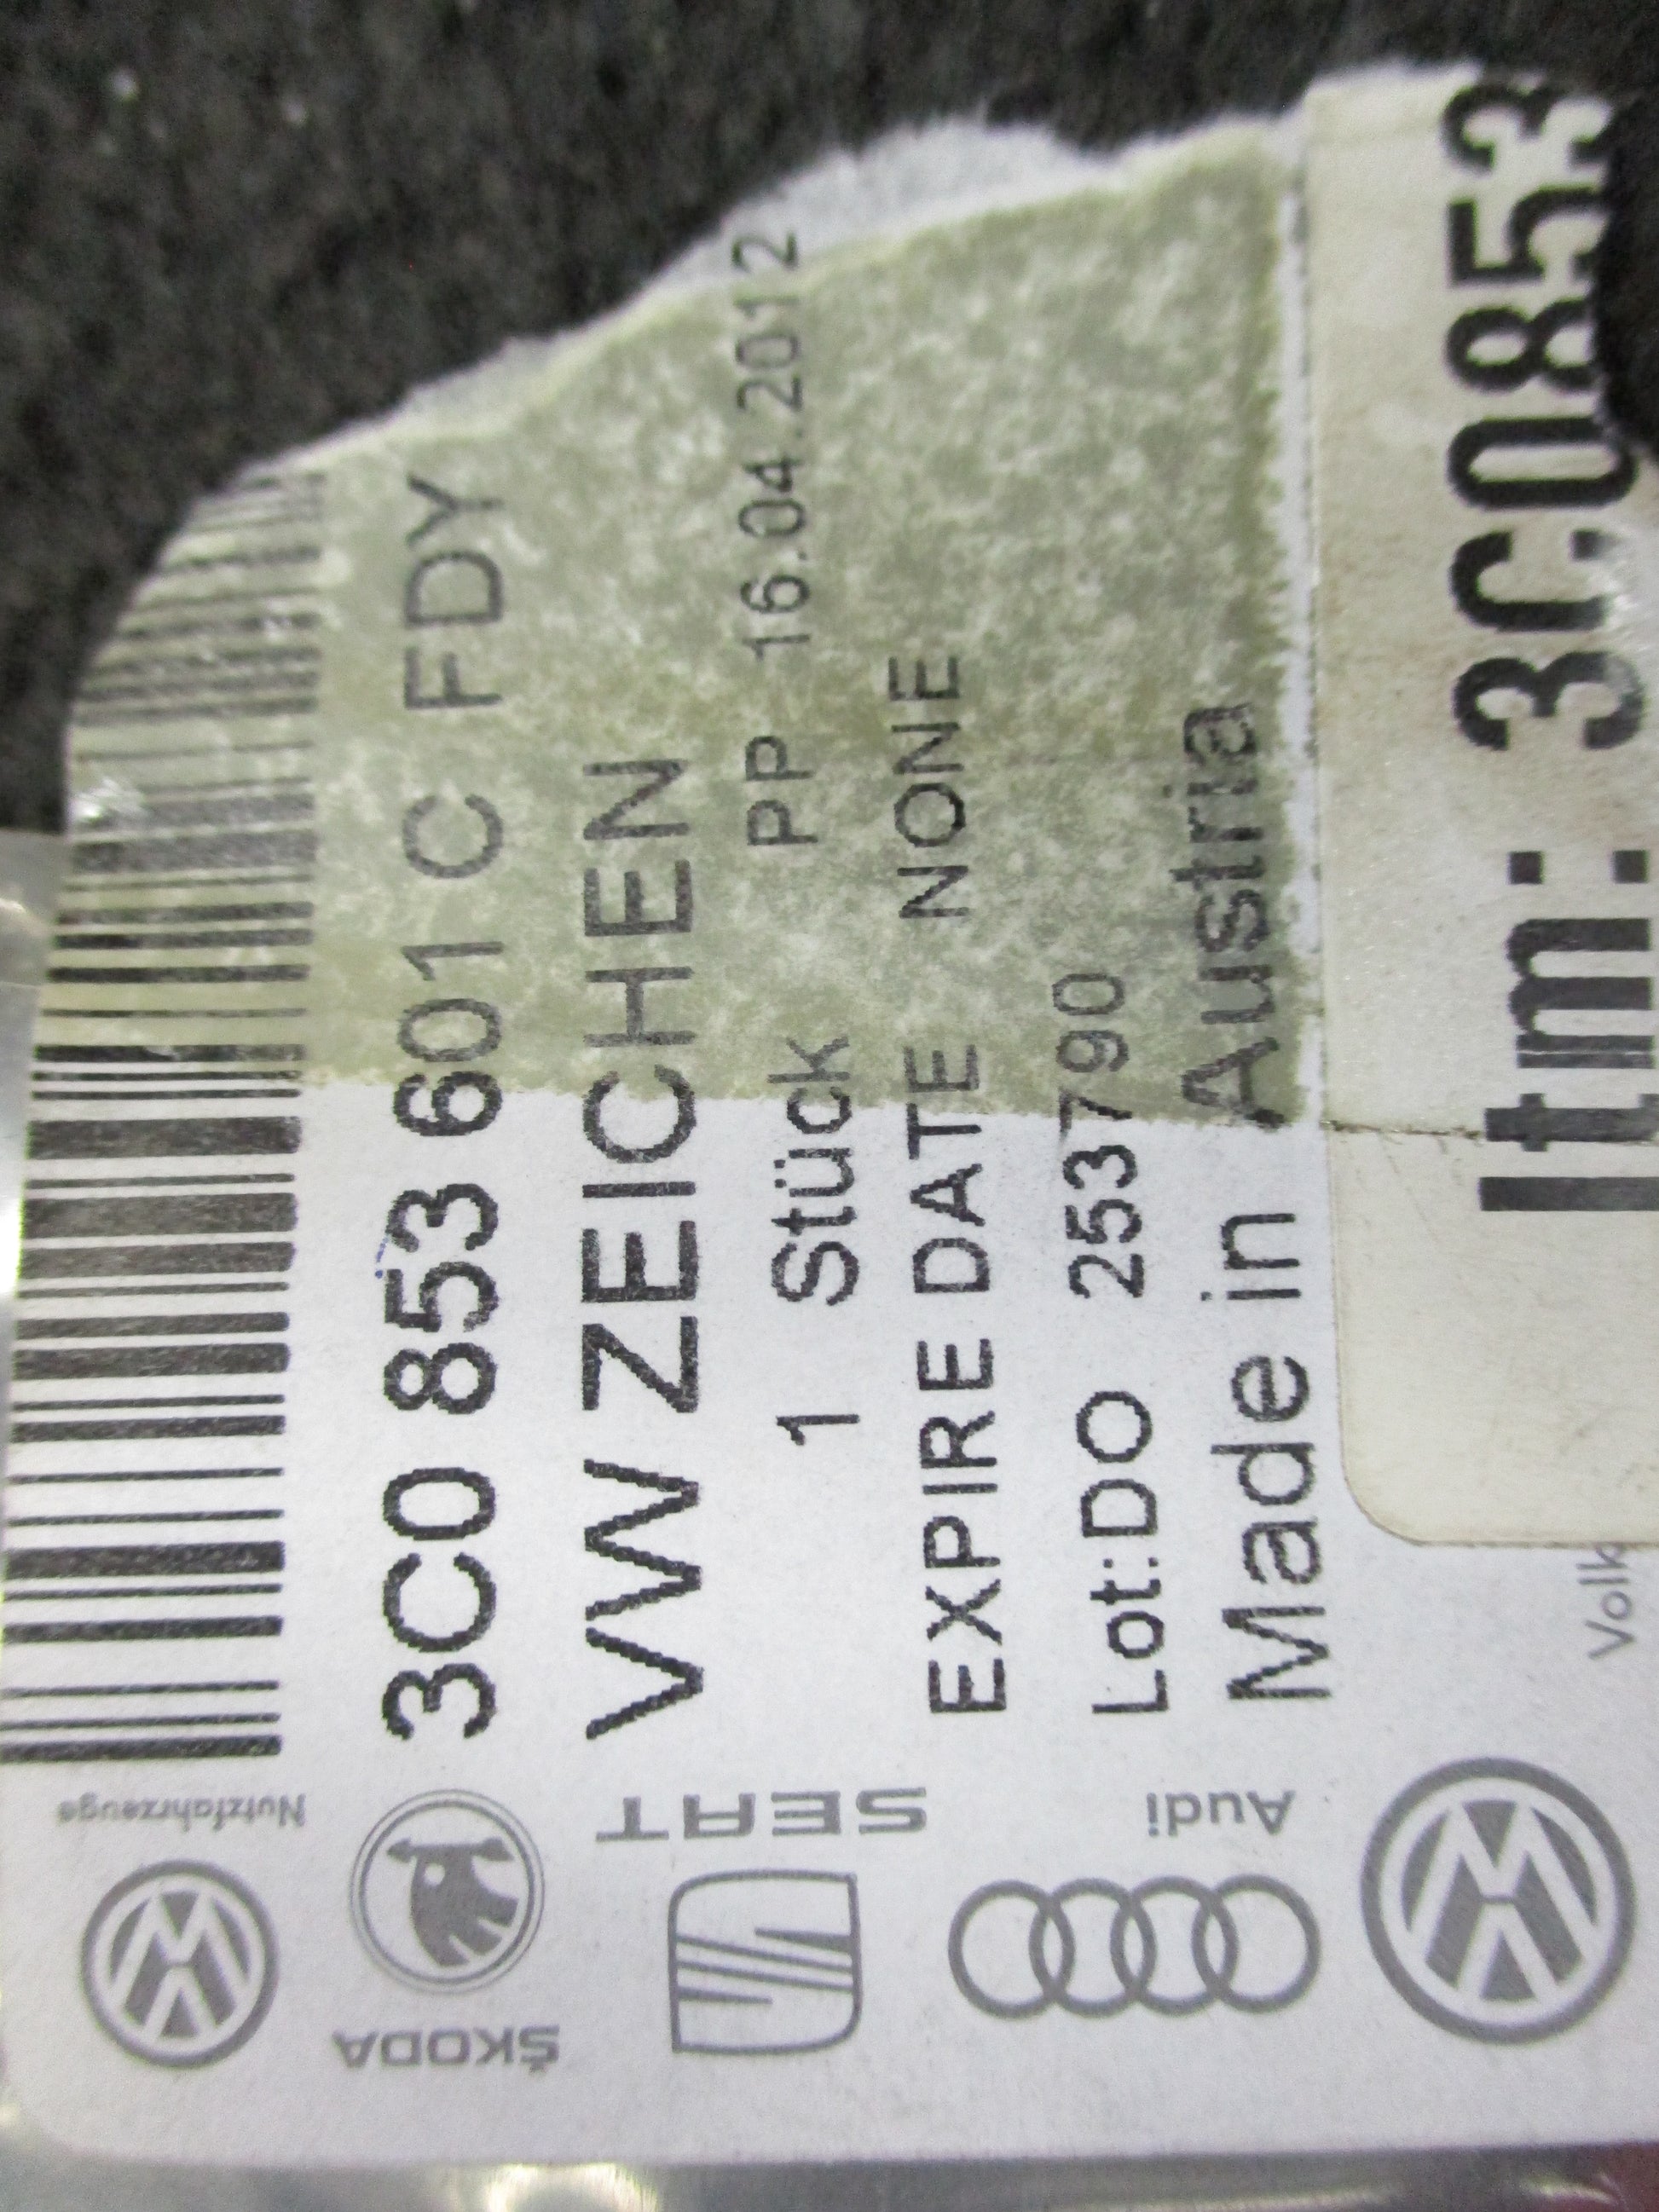 3C0 853 601 C FDY
VW ZEICHEN
1 Stück PP 16.04.2012
EXPIRE DATE NONE
Lot:DO 253790
Made in Austria
Itm: 3C0853
Nutzfahrzeuge
ŠKODA
SEAT
Audi